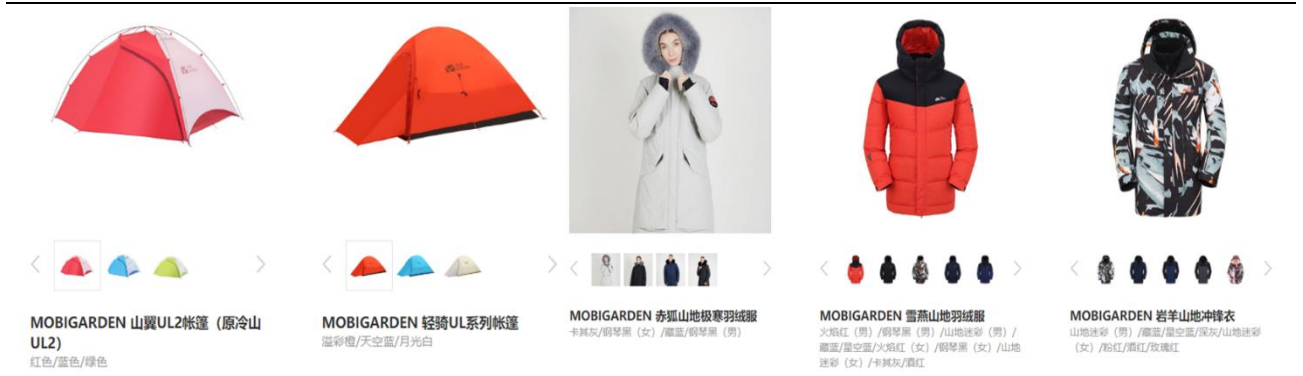 MOBIGARDEN 山翼UL2帐篷（原冷山
UL2）
红色/蓝色/绿色
MOBIGARDEN 轻骑UL系列帐篷
溢彩橙/天空蓝/月光白
MOBIGARDEN 赤狐山地极寒羽绒服
卡其灰/钢琴黑（女）/藏蓝/钢琴黑（男）
MOBIGARDEN 雪燕山地羽绒服
火焰红（男）/钢琴黑（男）/山地迷彩（男）/
藏蓝/星空蓝/火焰红（女）/钢琴黑（女）/山地
迷彩（女）/卡其灰/酒红
MOBIGARDEN 岩羊山地冲锋衣
山地迷彩（男）/藏蓝/星空蓝/深灰/山地迷彩
（女）/粉红/酒红/玫瑰红